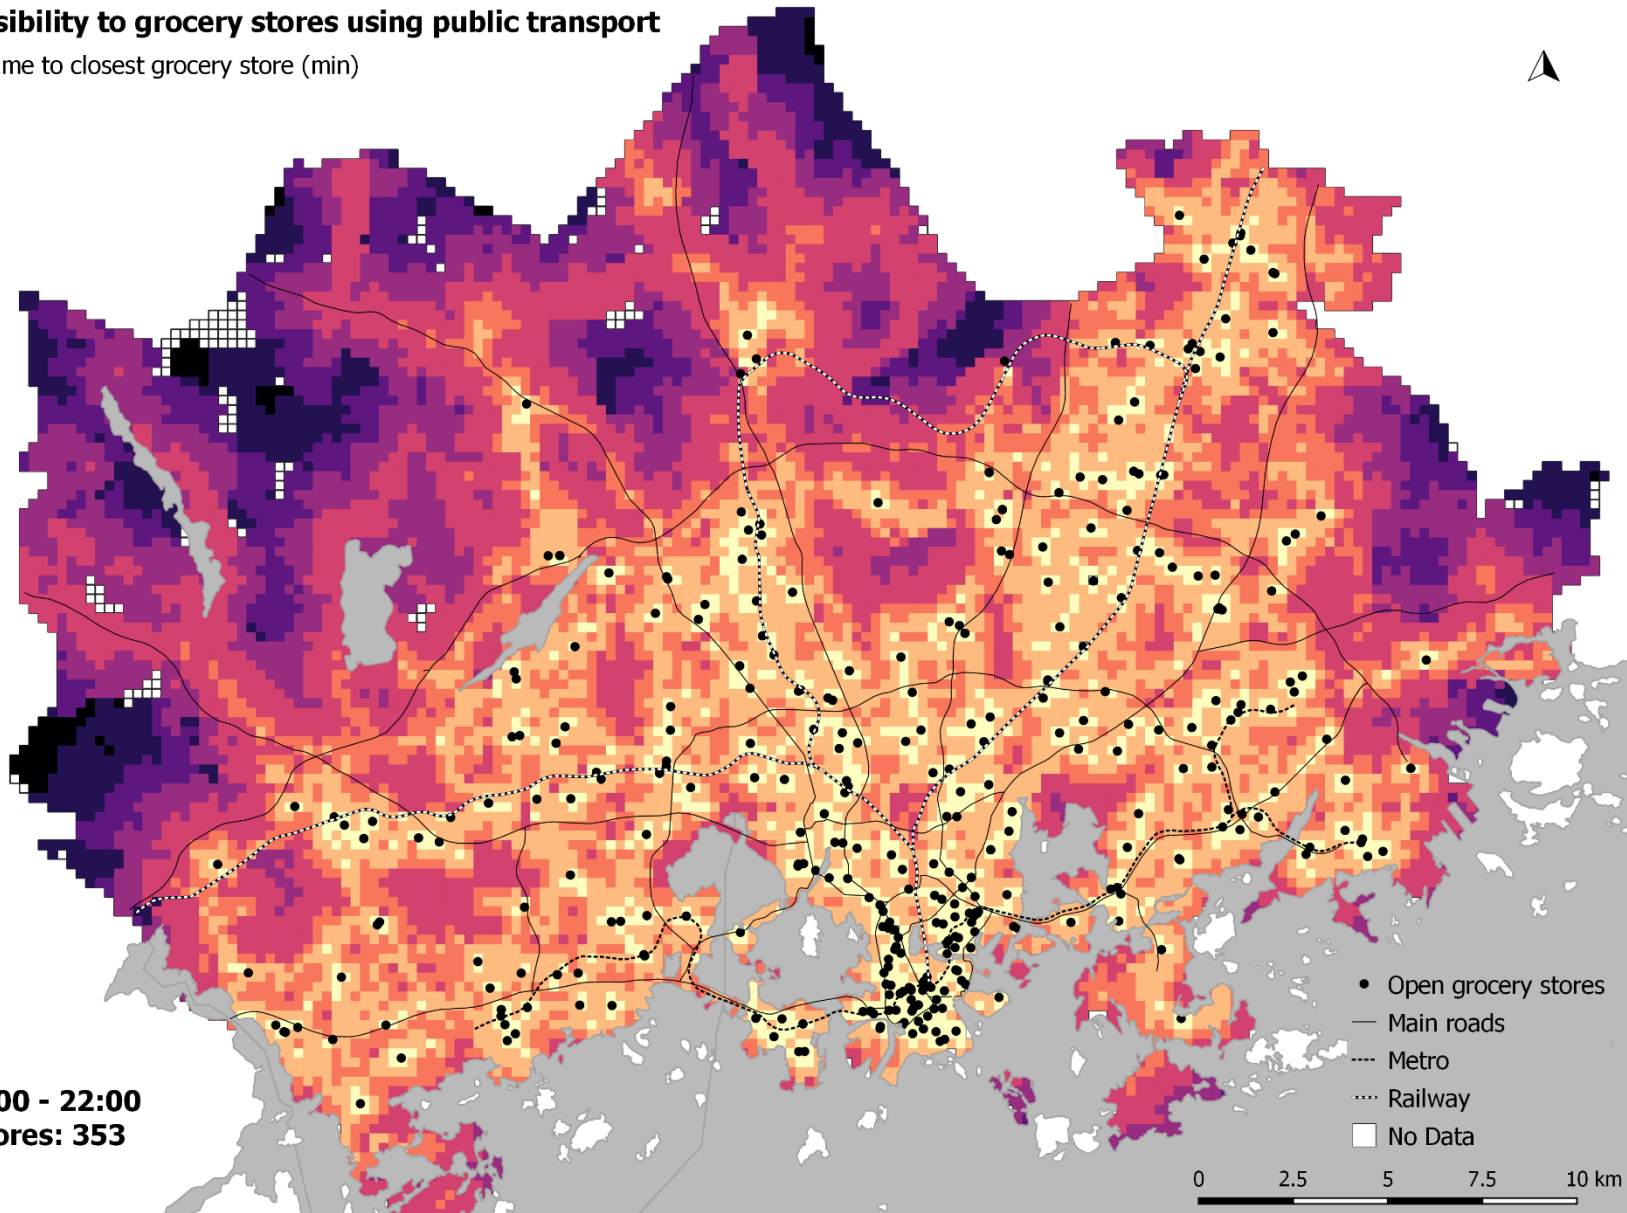 sibility to grocery stores using public transport
me to closest grocery store (min)
Open grocery stores
Main roads
Metro
Railway
No Data
00 - 22:00
ores: 353
0 2.5 5 7.5 10 km